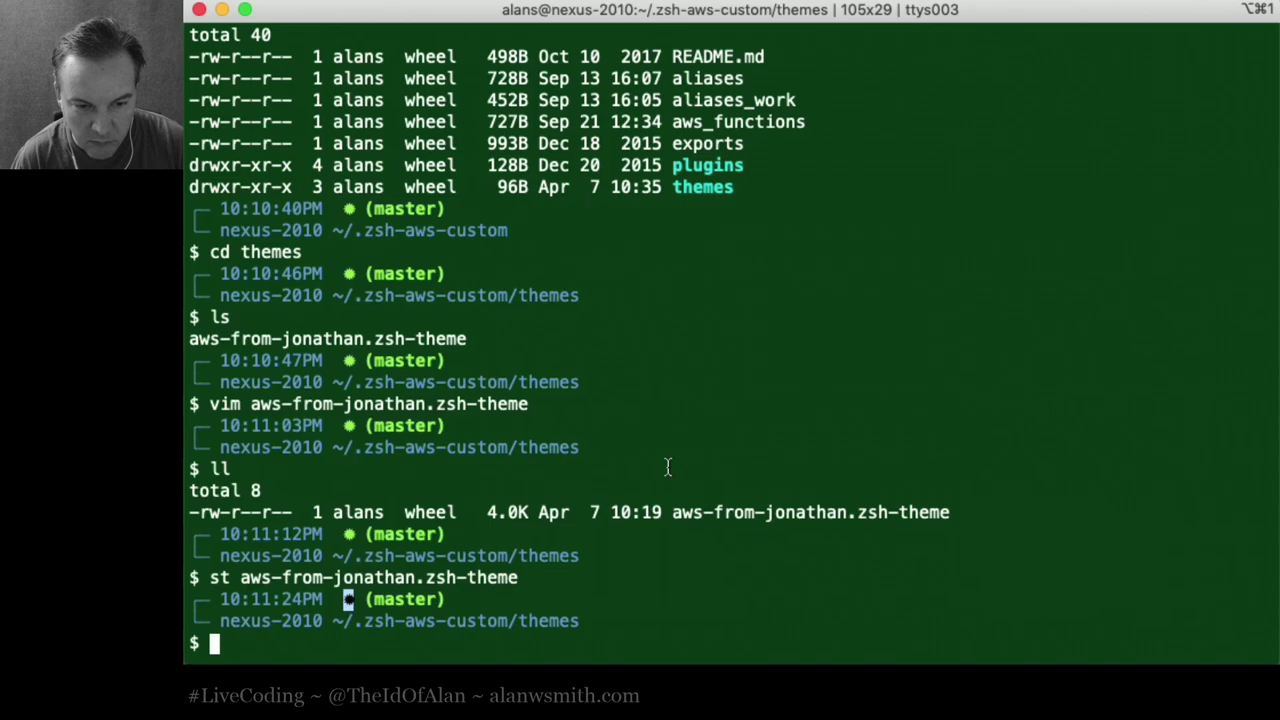 alans@nexus-2010:~/.zsh-aws-custom/themes | 105x29 | ttys003 ⌥⌘1
total 40
-rw-r--r-- 1 alans wheel 498B Oct 10 2017 README.md
-rw-r--r-- 1 alans wheel 728B Sep 13 16:07 aliases
-rw-r--r-- 1 alans wheel 452B Sep 13 16:05 aliases_work
-rw-r--r-- 1 alans wheel 727B Sep 21 12:34 aws_functions
-rw-r--r-- 1 alans wheel 993B Dec 18 2015 exports
drwxr-xr-x 4 alans wheel 128B Dec 20 2015 plugins
drwxr-xr-x 3 alans wheel 96B Apr 7 10:35 themes
10:10:40PM ✹ (master)
nexus-2010 ~/.zsh-aws-custom
$ cd themes
10:10:46PM ✹ (master)
nexus-2010 ~/.zsh-aws-custom/themes
$ ls
aws-from-jonathan.zsh-theme
10:10:47PM ✹ (master)
nexus-2010 ~/.zsh-aws-custom/themes
$ vim aws-from-jonathan.zsh-theme
10:11:03PM ✹ (master)
nexus-2010 ~/.zsh-aws-custom/themes
$ ll
total 8
-rw-r--r-- 1 alans wheel 4.0K Apr 7 10:19 aws-from-jonathan.zsh-theme
10:11:12PM ✹ (master)
nexus-2010 ~/.zsh-aws-custom/themes
$ st aws-from-jonathan.zsh-theme
10:11:24PM ✹ (master)
nexus-2010 ~/.zsh-aws-custom/themes
$
#LiveCoding ~ @TheIdOfAlan ~ alanwsmith.com